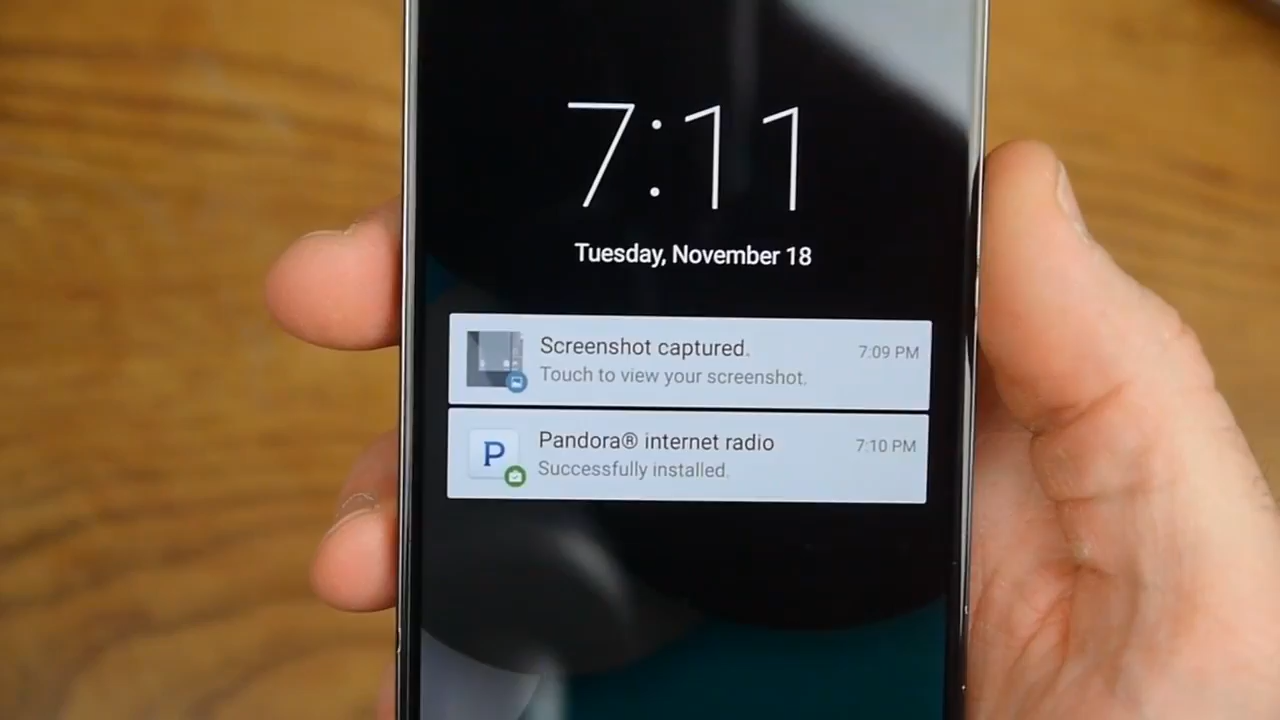 7:11
Tuesday, November 18
Screenshot captured. 7:09 PM
Touch to view your screenshot.
Pandora® internet radio 7:10 PM
P
Successfully installed.